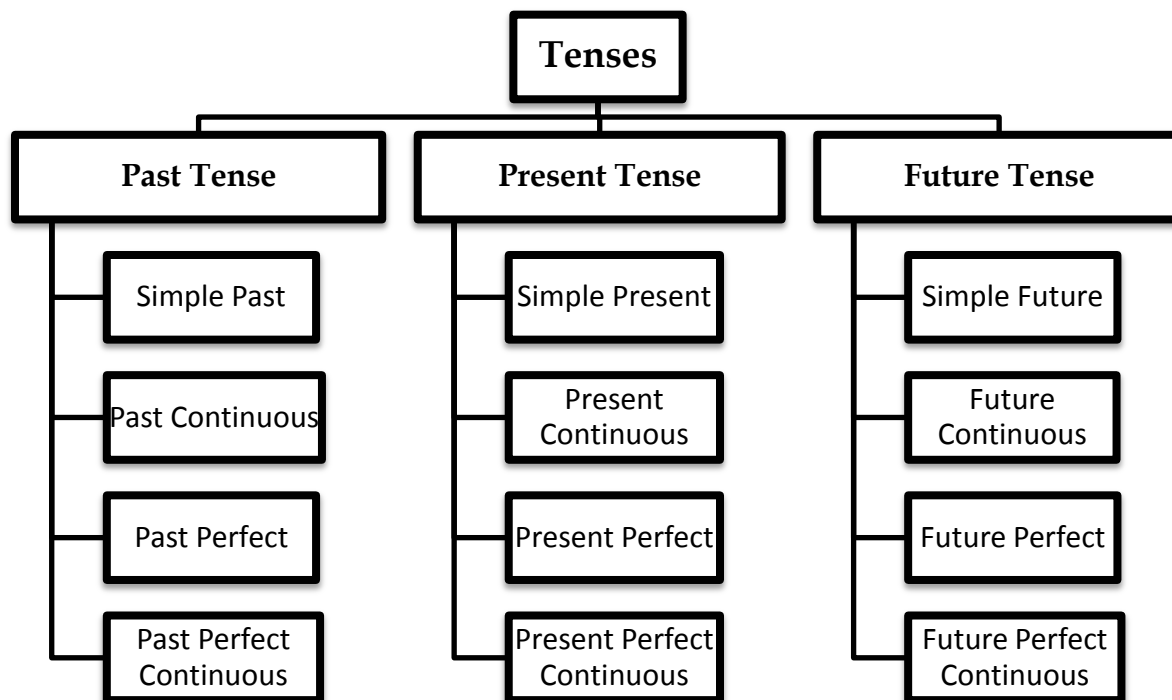 Tenses
Past Tense
Present Tense
Future Tense
Simple Past
Simple Present
Simple Future
Past Continuous
Present
Continuous
Future
Continuous
Past Perfect
Present Perfect
Future Perfect
Past Perfect
Continuous
Present Perfect
Continuous
Future Perfect
Continuous